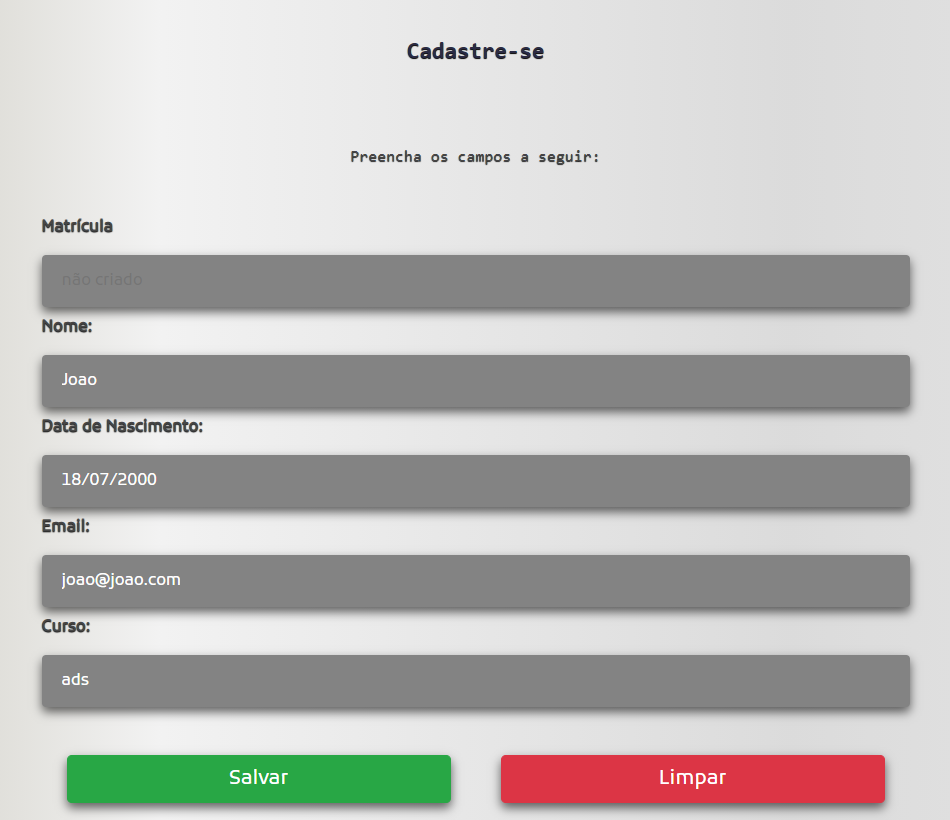 Cadastre-se
Preencha os campos a seguir:
Matrícula
não criado
Nome:
Joao
Data de Nascimento:
18/07/2000
Email:
joao@joao.com
Curso:
ads
Salvar
Limpar